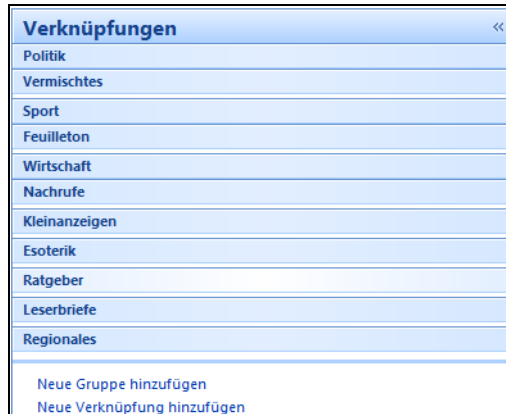 Verknüpfungen «
Politik
Vermischtes
Sport
Feuilleton
Wirtschaft
Nachrufe
Kleinanzeigen
Esoterik
Ratgeber
Leserbriefe
Regionales
Neue Gruppe hinzufügen
Neue Verknüpfung hinzufügen